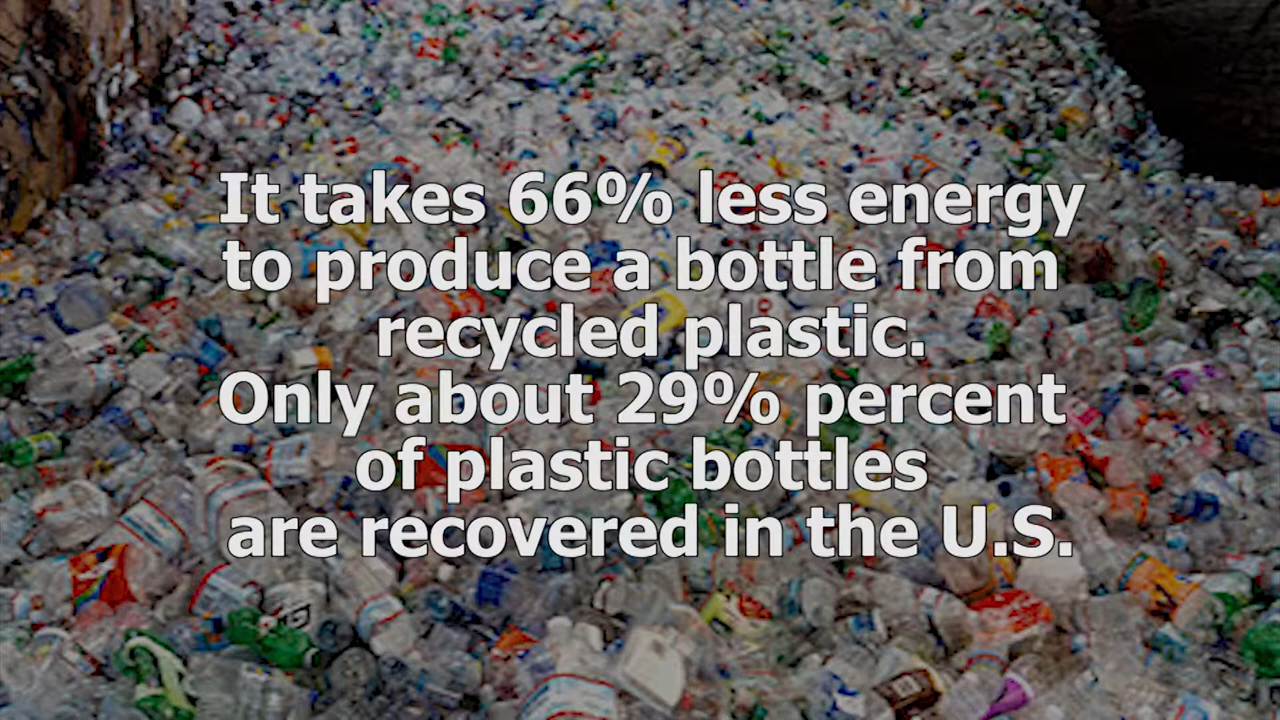 It takes 66% less energy
to produce a bottle from
recycled plastic.
Only about 29% percent
of plastic bottles
are recovered in the U.S.